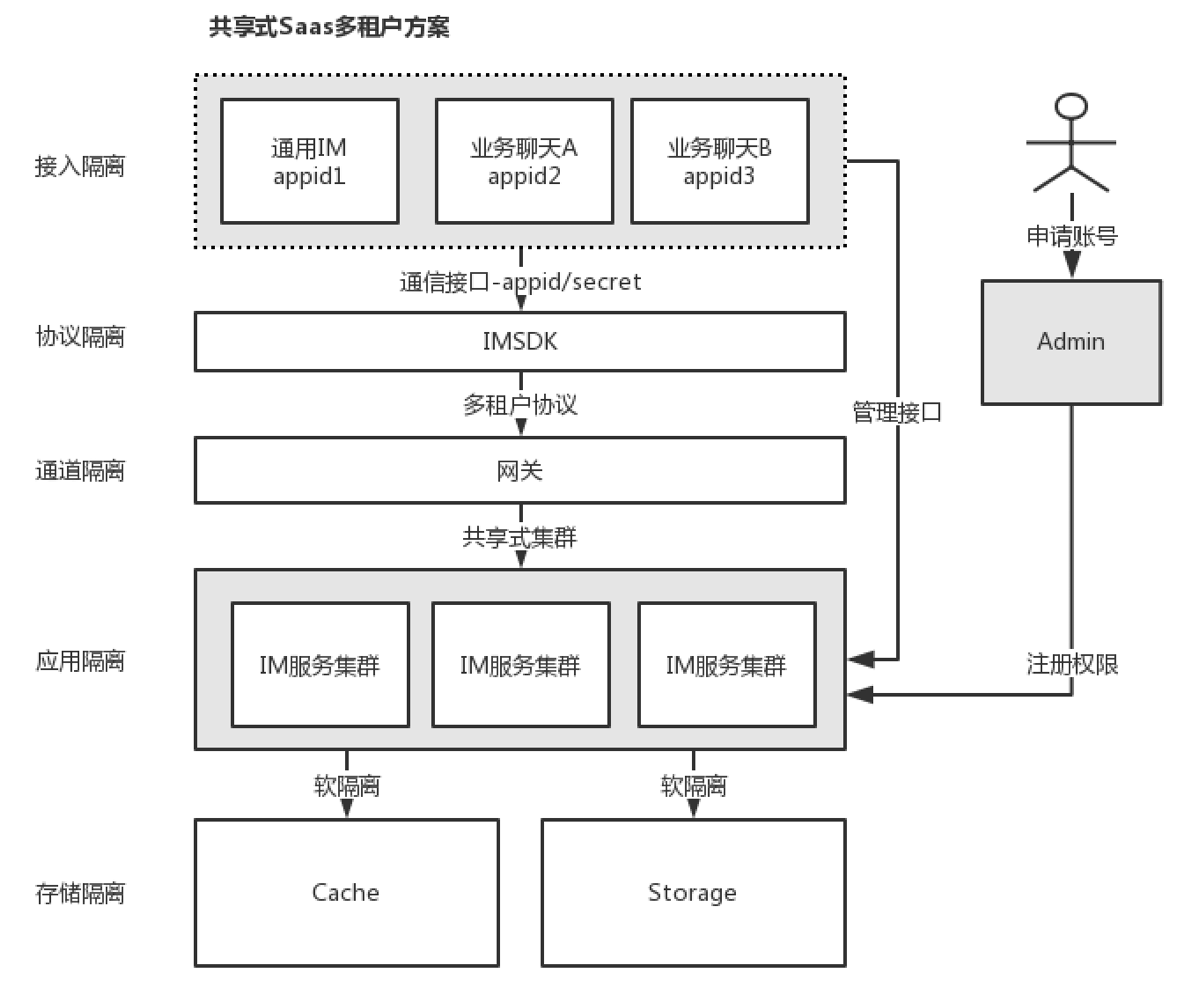 共享式Saas多租户方案
接入隔离
通用IM
appid1
业务聊天A
appid2
业务聊天B
appid3
申请账号
通信接口-appid/secret
协议隔离
IMSDK
Admin
多租户协议
管理接口
通道隔离
网关
共享式集群
应用隔离
IM服务集群
IM服务集群
IM服务集群
注册权限
软隔离
软隔离
存储隔离
Cache
Storage